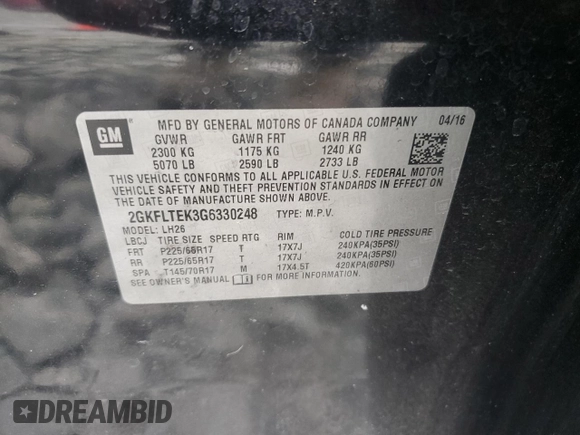 GM
MFD BY GENERAL MOTORS OF CANADA COMPANY 04/16
GVWR GAWR FRT GAWR RR
2300 KG 1175 KG 1240 KG
5070 LB 2590 LB 2733 LB
THIS VEHICLE CONFORMS TO ALL APPLICABLE U.S. FEDERAL MOTOR
VEHICLE SAFETY AND THEFT PREVENTION STANDARDS IN EFFECT ON
THE DATE OF MANUFACTURE SHOWN ABOVE.
2GKFLTEK3G6330248 TYPE: M.P.V.
MODEL: LH26
LBCJ TIRE SIZE SPEED RTG RIM COLD TIRE PRESSURE
FRT P225/65R17 T 17X7J 240KPA(35PSI)
RR P225/65R17 T 17X7J 240KPA(35PSI)
SPA T145/70R17 M 17X4.5T 420KPA(60PSI)
SEE OWNER'S MANUAL FOR MORE INFORMATION
DREAMBID